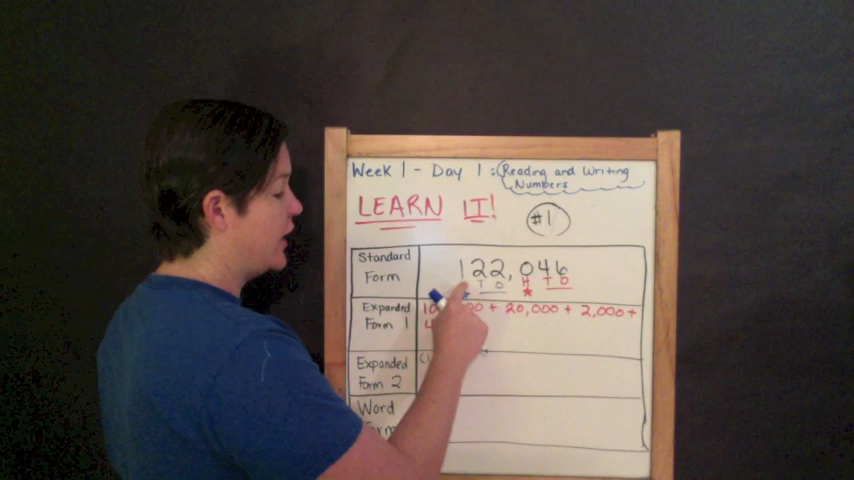 Week 1 - Day 1: Reading and Writing
Numbers
LEARN IT!
#1
Standard
Form
122,046
T O H T O
Expanded
Form 1
+ 20,000 + 2,000 +
Expanded
Form 2
(1
Word